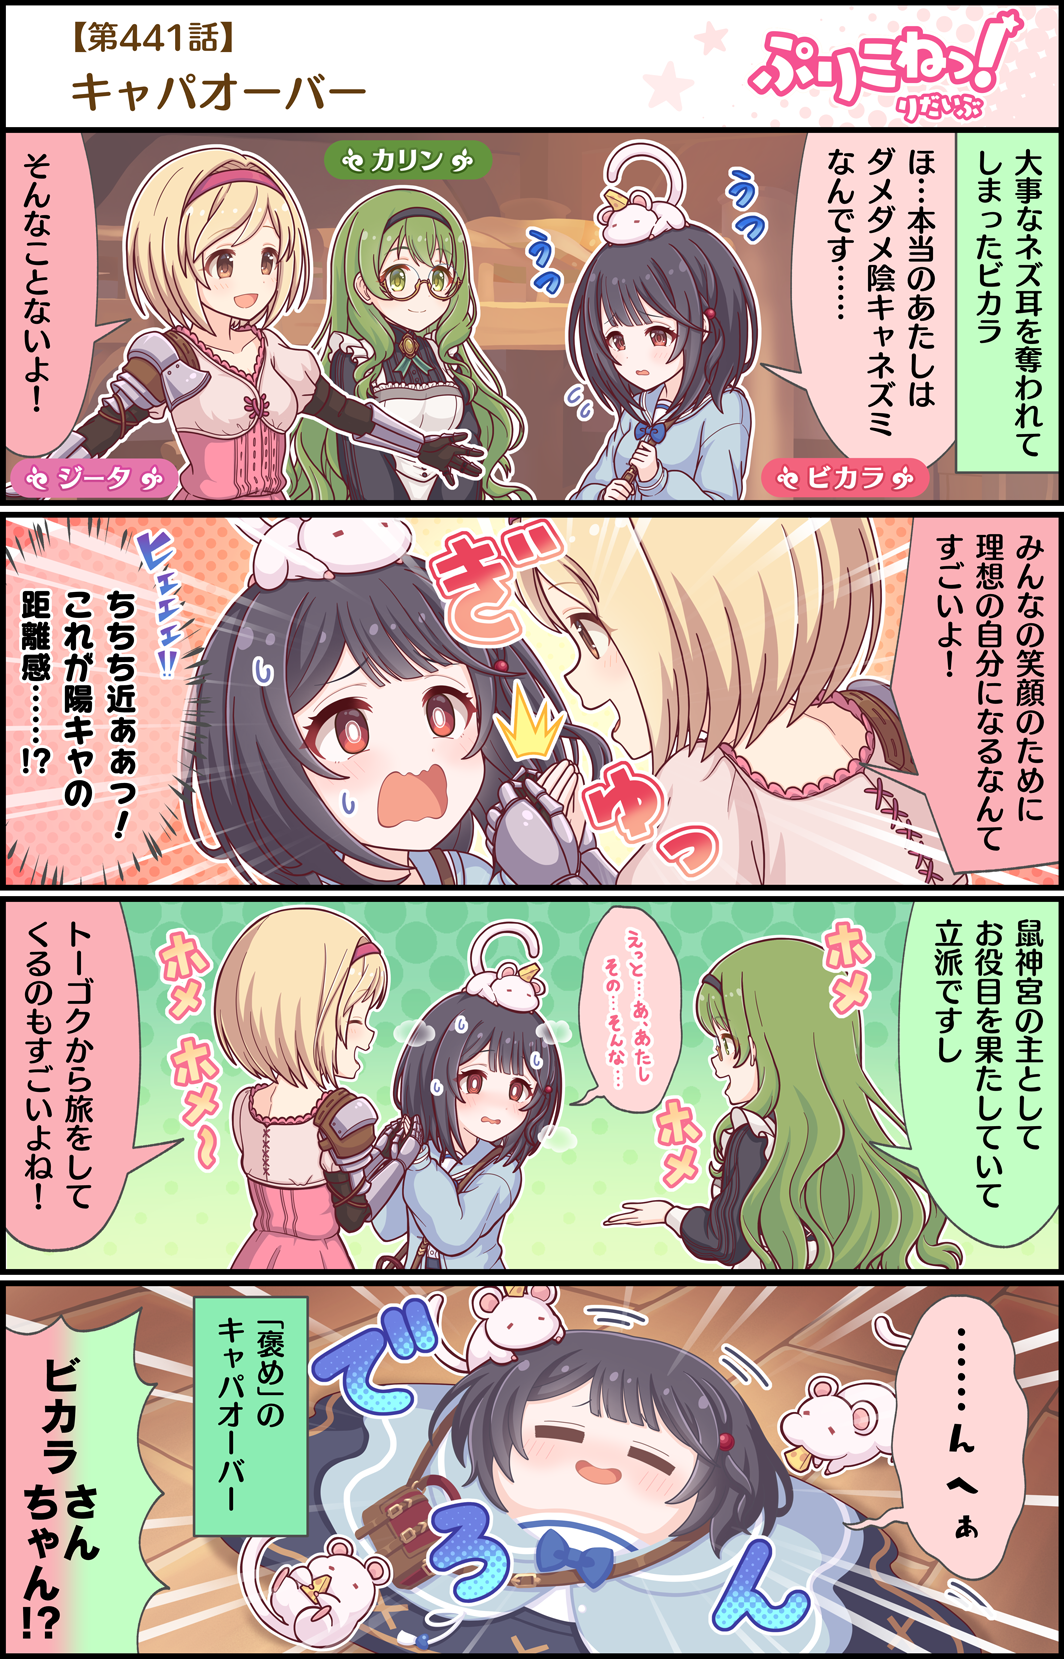 【第441話】
キャパオーバー
ぷりこねっ!
りだいぶ
大事なネズ耳を奪われて
しまったビカラ
ほ…本当のあたしは
ダメダメ陰キャネズミ
なんです……
うっ
うっ
カリン
そんなことないよ!
ジータ
ビカラ
みんなの笑顔のために
理想の自分になるなんて
すごいよ!
ぎゅっ
ヒェェェ!!
ちちち近ぁぁっ!
これが陽キャの
距離感……!?
鼠神宮の主として
お役目を果たしていて
立派ですし
ホメ
ホメ
えっと…あ、あたし
その…そんな…
ホメ
ホメ~
トーゴクから旅をして
くるのもすごいよね!
……んへぁ
でろん
「褒め」の
キャパオーバー
ビカラさん
ちゃん!?